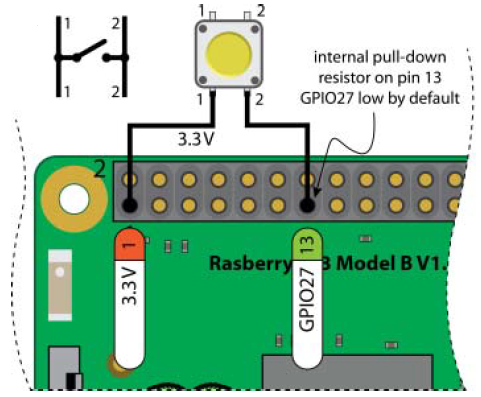 1 2
1 2
1 2
1 2
internal pull-down
resistor on pin 13
GPIO27 low by default
3.3V
2
1
3.3V
13
GPIO27
Rasberry
3 Model B V1.